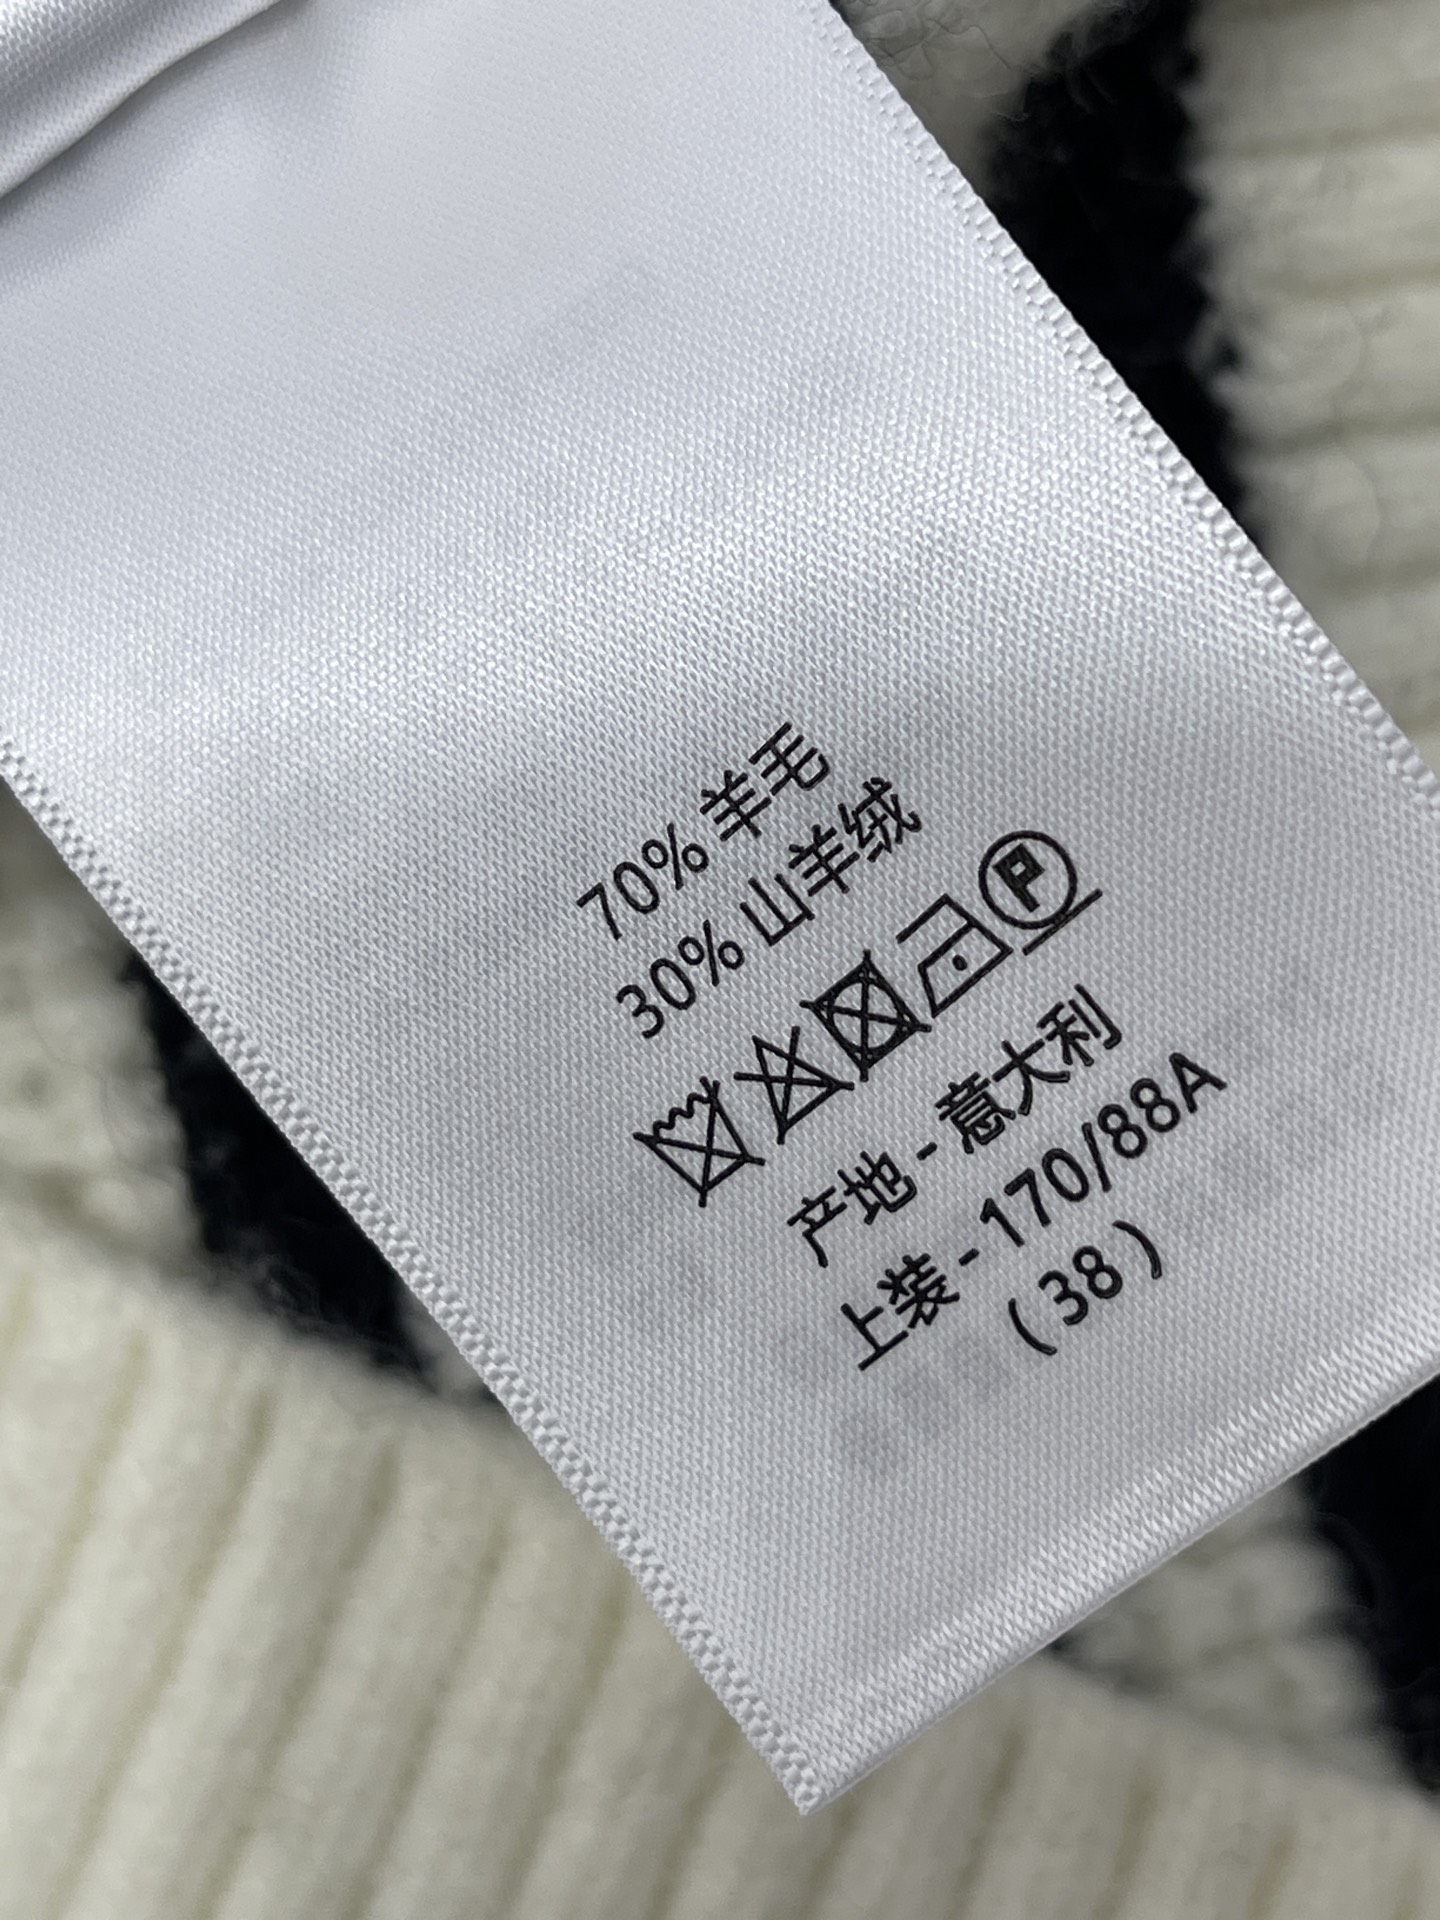 70% 羊毛
30% 山羊绒
P
产地 - 意大利
上装 - 170/88A
(38)